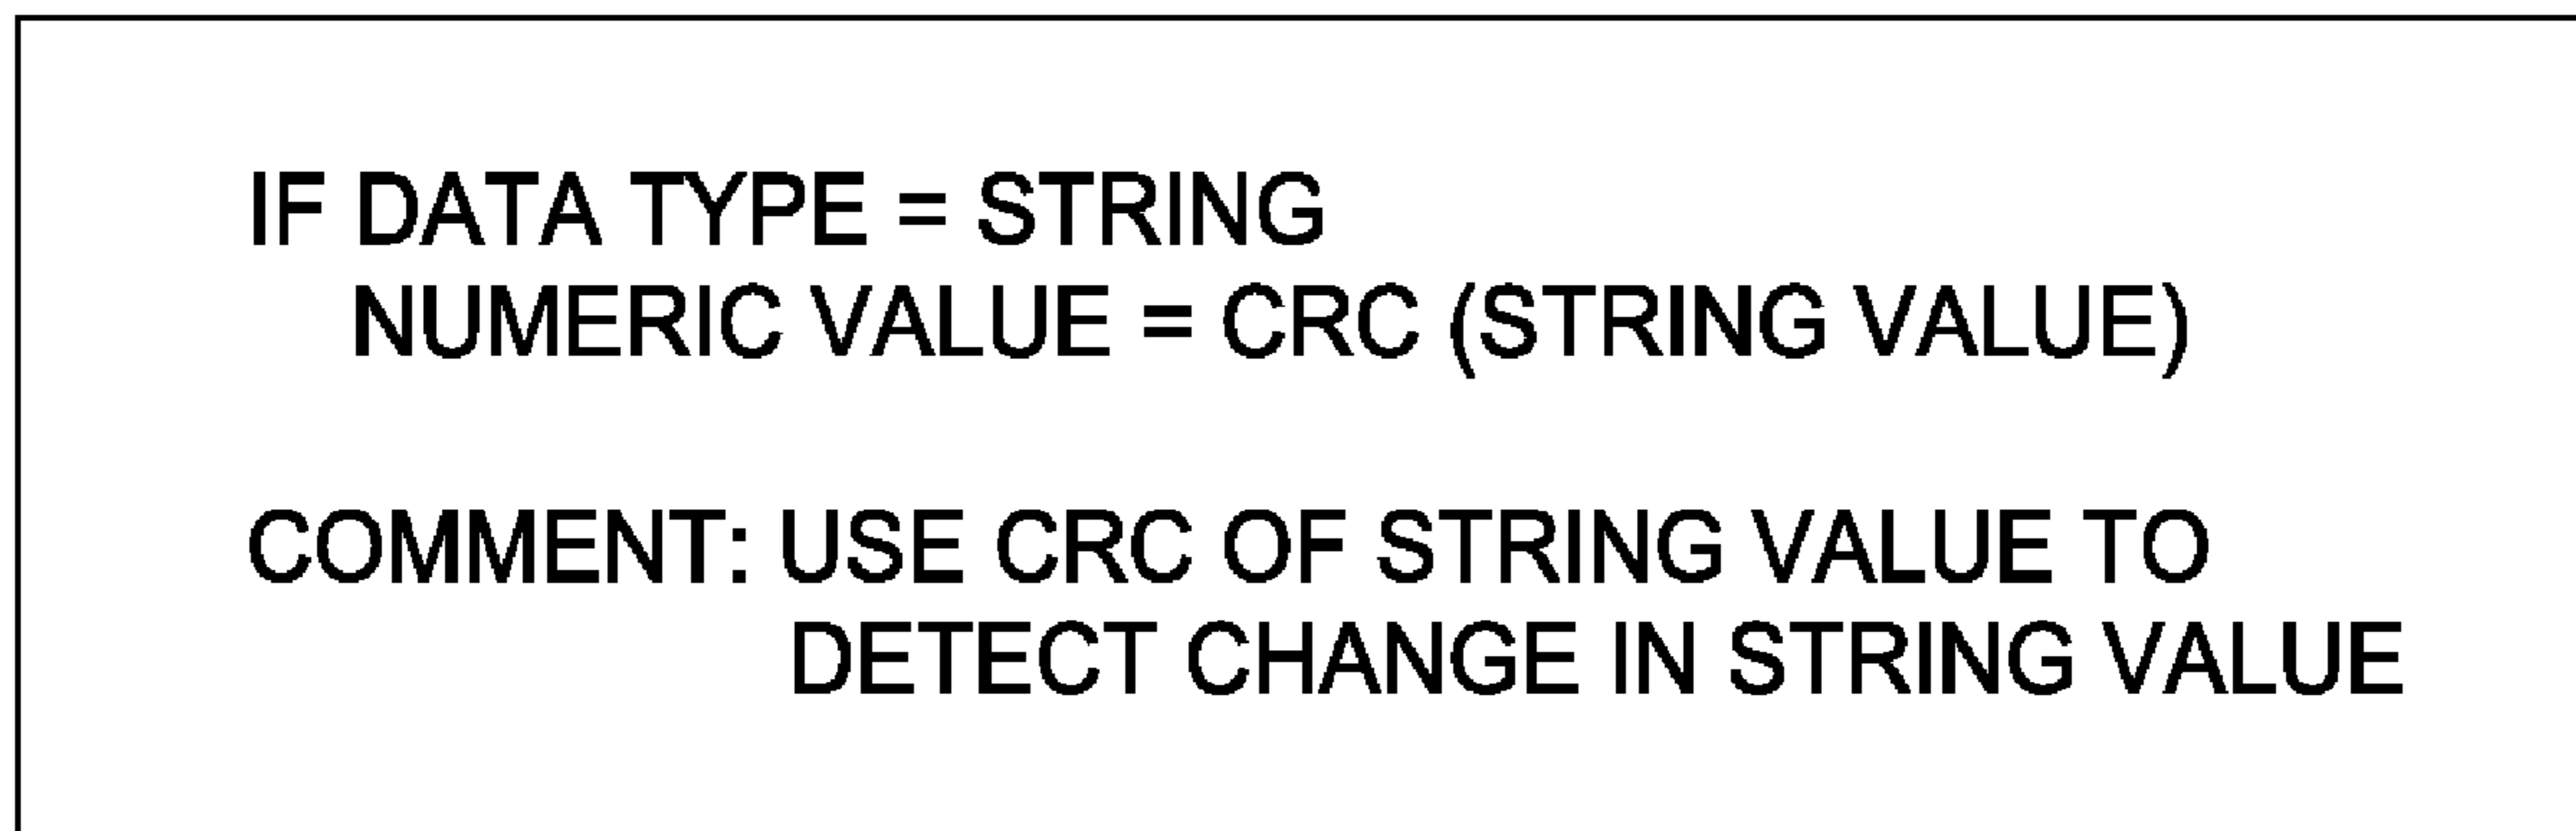 IF DATA TYPE = STRING
NUMERIC VALUE = CRC (STRING VALUE)
COMMENT: USE CRC OF STRING VALUE TO
DETECT CHANGE IN STRING VALUE